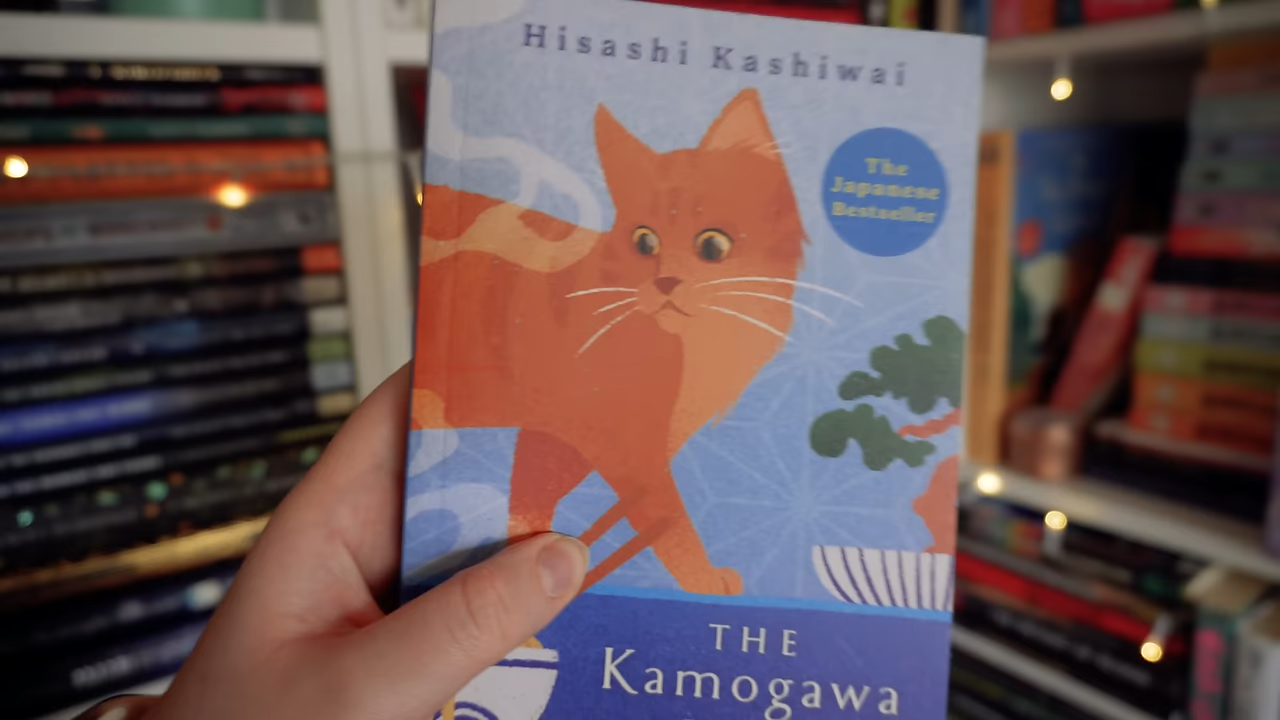 Hisashi Kashiwai
The
Japanese
Bestseller
THE
Kamogawa